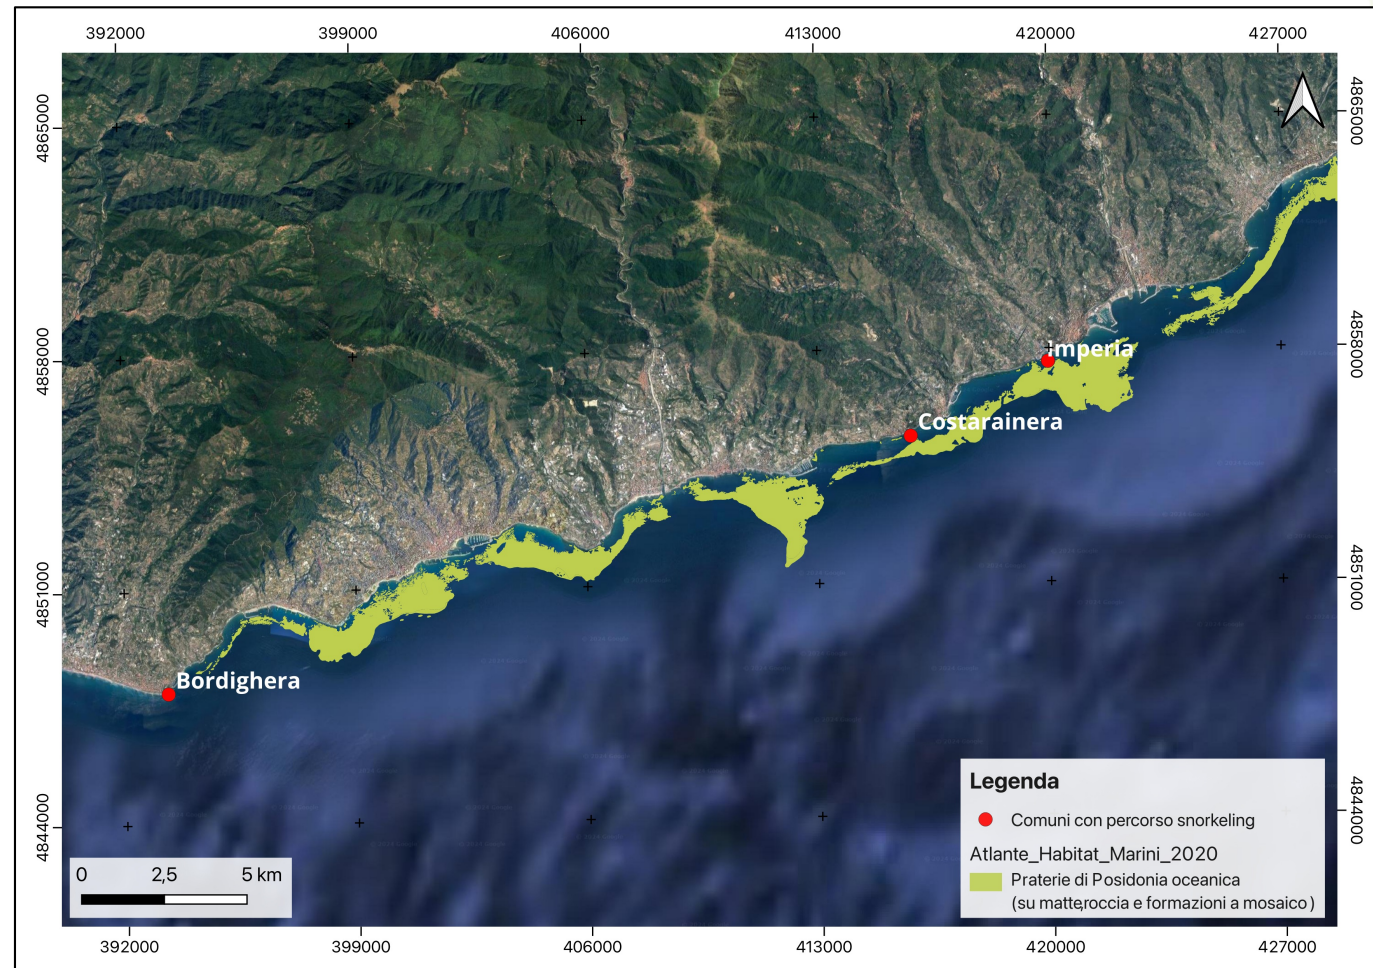 392000 399000 406000 413000 420000 427000
4865000 4865000
4858000 4858000
Imperia
Costarainera
4851000 4851000
Bordighera
4844000 4844000
Legenda
Comuni con percorso snorkeling
Atlante_Habitat_Marini_2020
Praterie di Posidonia oceanica
(su matte,roccia e formazioni a mosaico)
0 2,5 5 km
392000 399000 406000 413000 420000 427000